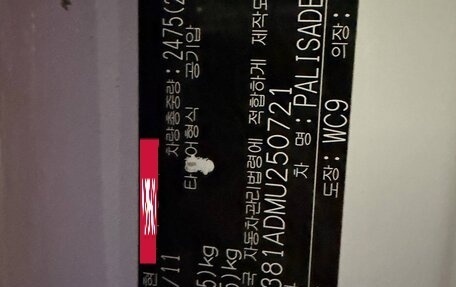 /11
차량총중량: 2475(2
타 어형식 공기압
5)kg
5)kg
국 자동차관리법령에 적합하게 제작도
381ADMU250721
차 명: PALISADE
도장: WC9 의장: